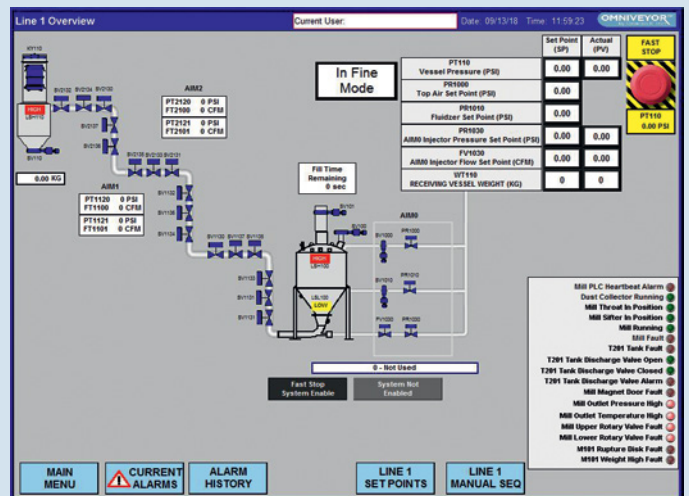 Line 1 Overview
Current User:
Date: 09/13/18 Time: 11:59:23
OMNIVEYOR
Set Point (SP)
Actual (PV)
FAST STOP
PT110
Vessel Pressure (PSI)
0.00
0.00
PR1000
Top Air Set Point (PSI)
0.00
PR1010
Fluidzer Set Point (PSI)
0.00
PR1030
AIM0 Injector Pressure Set Point (PSI)
0.00
0.00
FV1030
AIM0 Injector Flow Set Point (CFM)
0.00
0.00
WT110
RECEIVING VESSEL WEIGHT (KG)
0
0
PT110
0.00 PSI
In Fine
Mode
HIGH
LSH110
0.00 KG
AIM2
PT2120 0 PSI
FT2100 0 CFM
PT2121 0 PSI
FT2101 0 CFM
AIM1
PT1120 0 PSI
FT1100 0 CFM
PT1121 0 PSI
FT1101 0 CFM
Fill Time
Remaining
0 sec
AIM0
HIGH
LSH100
LSL100
LOW
0 - Not Used
Fast Stop
System Enable
System Not
Enabled
Mill PLC Heartbeat Alarm
Dust Collector Running
Mill Throat In Position
Mill Sifter In Position
Mill Running
Mill Fault
T201 Tank Fault
T201 Tank Discharge Valve Open
T201 Tank Discharge Valve Closed
T201 Tank Discharge Valve Alarm
Mill Magnet Door Fault
Mill Outlet Pressure High
Mill Outlet Temperature High
Mill Upper Rotary Valve Fault
Mill Lower Rotary Valve Fault
M101 Rupture Disk Fault
M101 Weight High Fault
MAIN
MENU
CURRENT
ALARMS
ALARM
HISTORY
LINE 1
SET POINTS
LINE 1
MANUAL SEQ